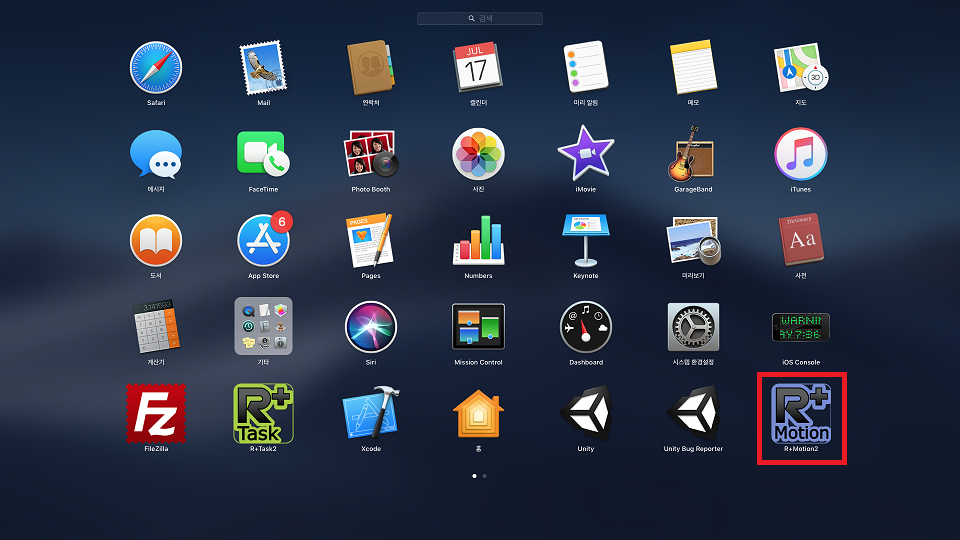 검색
JUL
17
3D
Safari
Mail
연락처
캘린더
미리 알림
메모
지도
메시지
FaceTime
Photo Booth
사진
iMovie
GarageBand
iTunes
6
PAGES
Dictionary
Aa
도서
App Store
Pages
Numbers
Keynote
미리보기
사전
3.141593
WARNIN
AY 7:36
계산기
기타
Siri
Mission Control
Dashboard
시스템 환경설정
iOS Console
Fz
R+
Task
R+
Motion
FileZilla
R+Task2
Xcode
홈
Unity
Unity Bug Reporter
R+Motion2